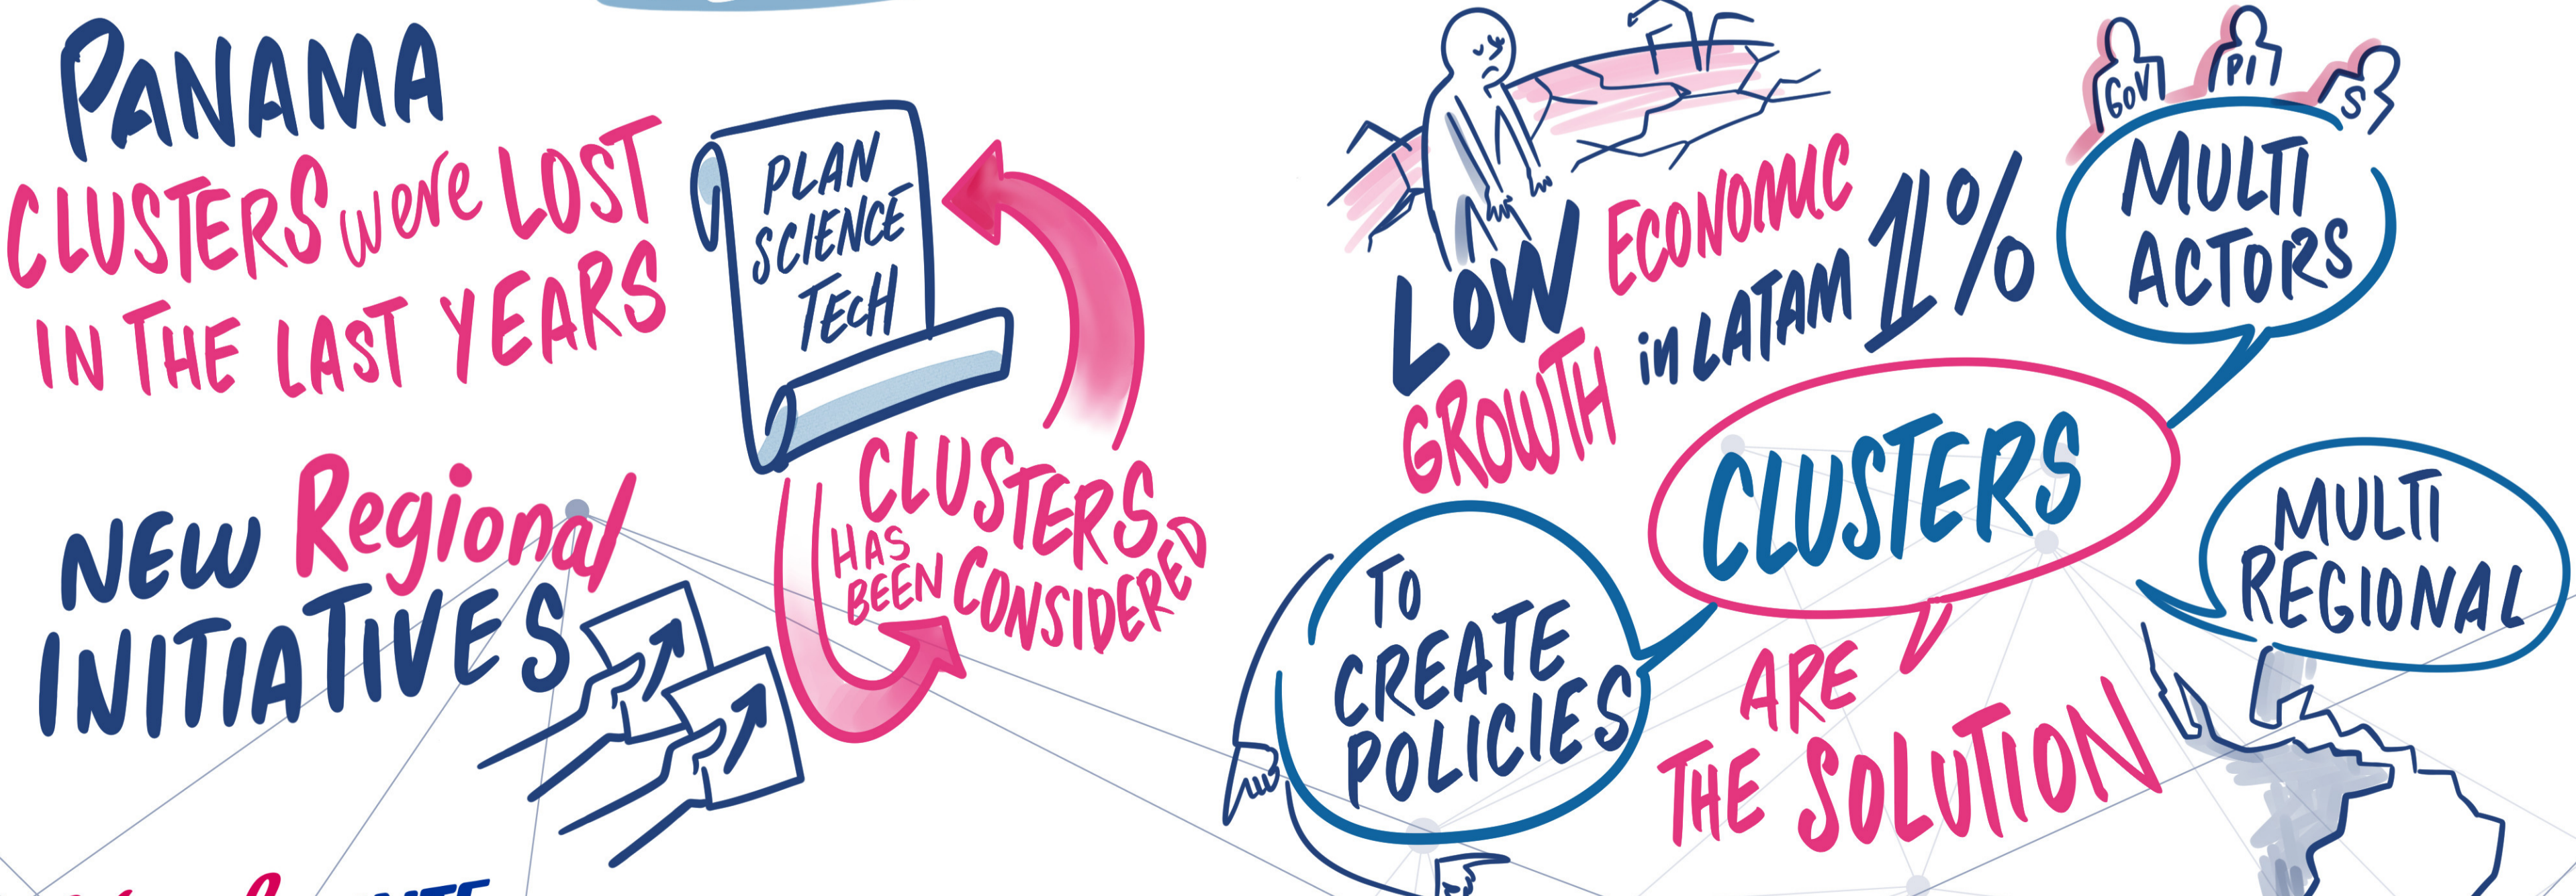 PANAMA
CLUSTERS were LOST
IN THE LAST YEARS
PLAN
SCIENCE
TECH
CLUSTERS
HAS
BEEN CONSIDERED
NEW Regional
INITIATIVES
LOW ECONOMIC
GROWTH in LATAM 1%
GOV
PI
S
MULTI
ACTORS
CLUSTERS
ARE
THE SOLUTION
MULTI
REGIONAL
TO
CREATE
POLICIES